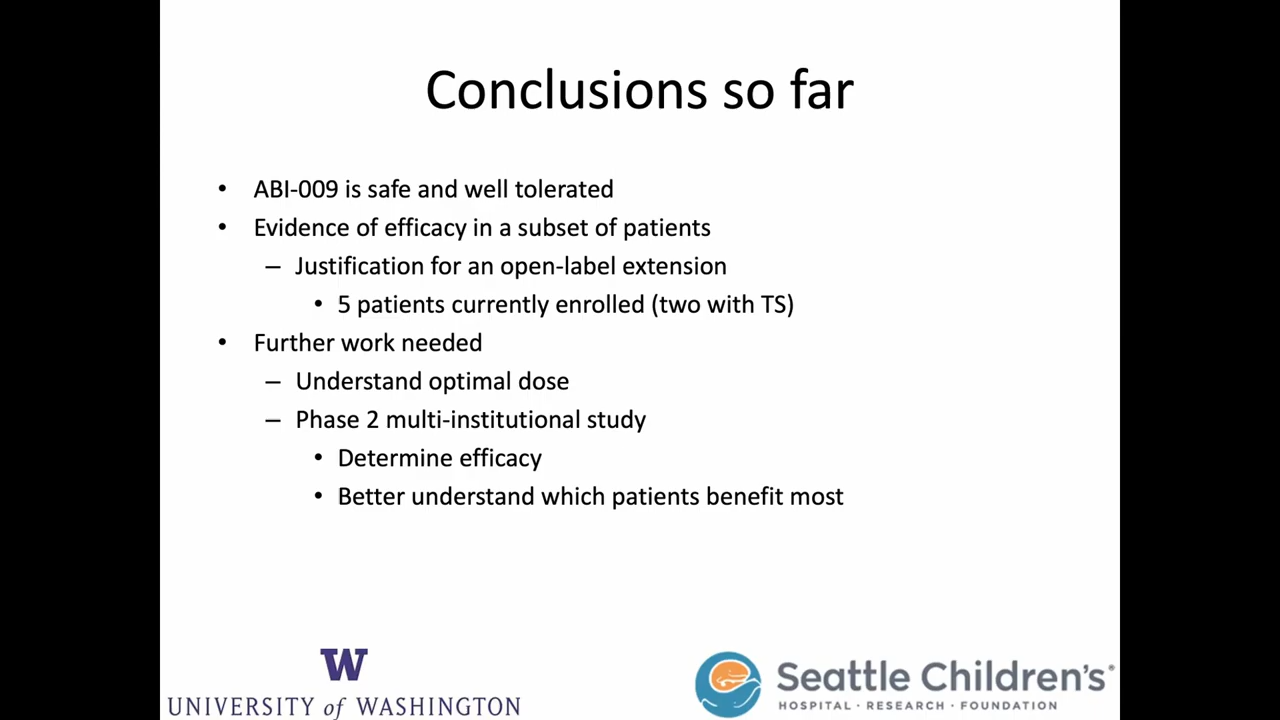 Conclusions so far
• ABI-009 is safe and well tolerated
• Evidence of efficacy in a subset of patients
– Justification for an open-label extension
• 5 patients currently enrolled (two with TS)
• Further work needed
– Understand optimal dose
– Phase 2 multi-institutional study
• Determine efficacy
• Better understand which patients benefit most
W
UNIVERSITY of WASHINGTON
Seattle Children's®
HOSPITAL · RESEARCH · FOUNDATION